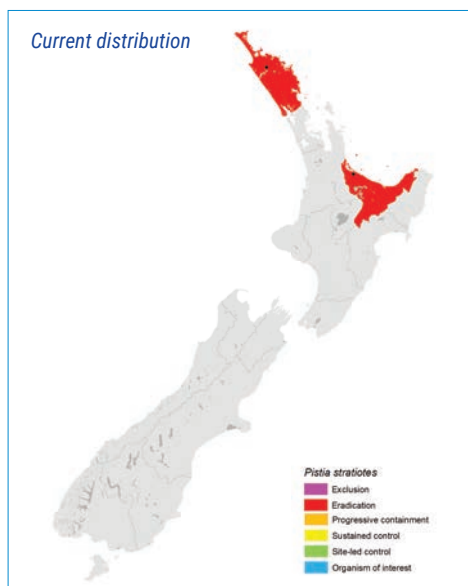 Current distribution
Pistia stratiotes
Exclusion
Eradication
Progressive containment
Sustained control
Site-led control
Organism of interest